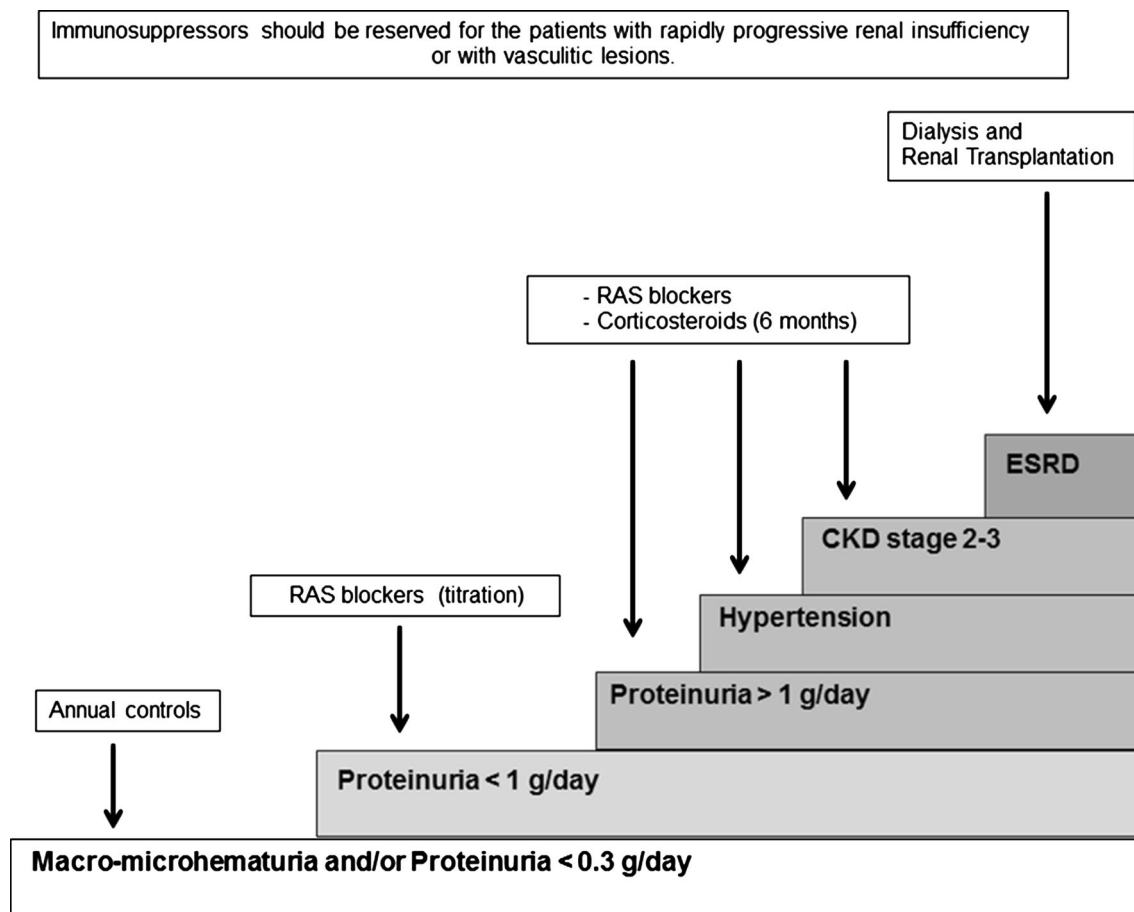 Immunosuppressors should be reserved for the patients with rapidly progressive renal insufficiency
or with vasculitic lesions.
Dialysis and
Renal Transplantation
- RAS blockers
- Corticosteroids (6 months)
ESRD
CKD stage 2-3
RAS blockers (titration)
Hypertension
Proteinuria > 1 g/day
Annual controls
Proteinuria < 1 g/day
Macro-microhematuria and/or Proteinuria < 0.3 g/day